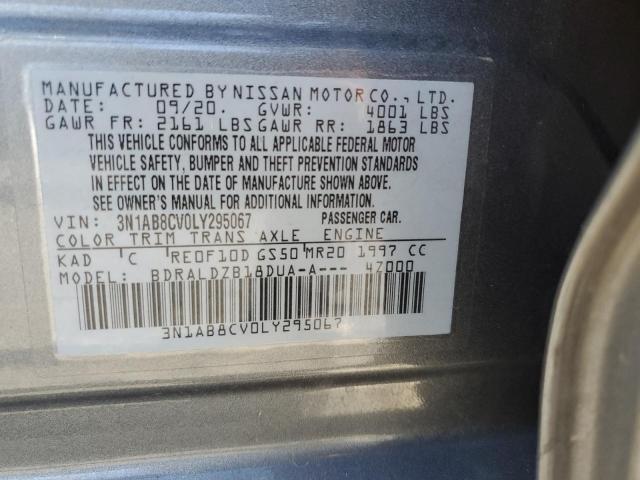 MANUFACTURED BY NISSAN MOTOR CO., LTD.
DATE: 09/20. GVWR: 4001 LBS
GAWR FR: 2161 LBS GAWR RR: 1863 LBS
THIS VEHICLE CONFORMS TO ALL APPLICABLE FEDERAL MOTOR
VEHICLE SAFETY, BUMPER AND THEFT PREVENTION STANDARDS
IN EFFECT ON THE DATE OF MANUFACTURE SHOWN ABOVE.
SEE OWNER'S MANUAL FOR ADDITIONAL INFORMATION.
VIN: 3N1AB8CV0LY295067 PASSENGER CAR.
COLOR TRIM TRANS AXLE ENGINE
KAD C RE0F10D GS50 MR20 1997 CC
MODEL: BDRALDZB18DUA-A--- 47000
3N1AB8CV0LY295067